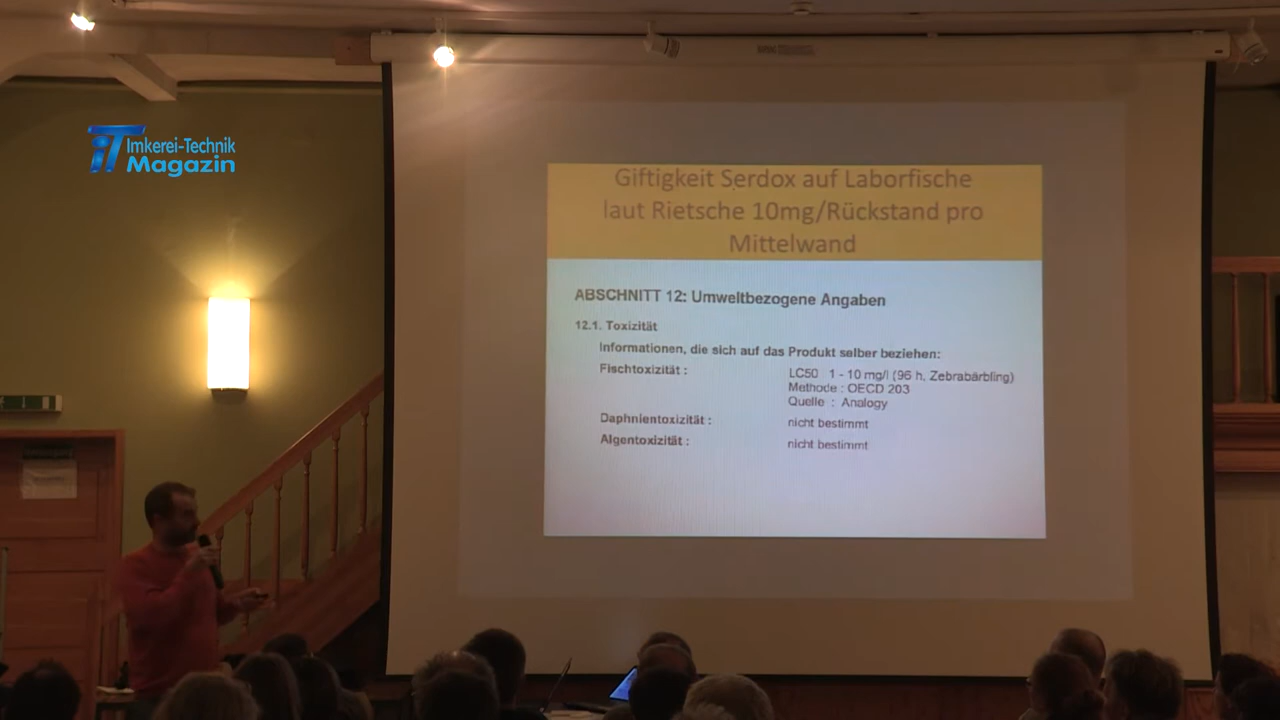 iT Imkerei-Technik
Magazin
Giftigkeit Serdox auf Laborfische
laut Rietsche 10mg/Rückstand pro
Mittelwand
ABSCHNITT 12: Umweltbezogene Angaben
12.1. Toxizität
Informationen, die sich auf das Produkt selber beziehen:
Fischtoxizität : LC50 1 - 10 mg/l (96 h, Zebrabärbling)
Methode : OECD 203
Quelle : Analogy
Daphnientoxizität : nicht bestimmt
Algentoxizität : nicht bestimmt